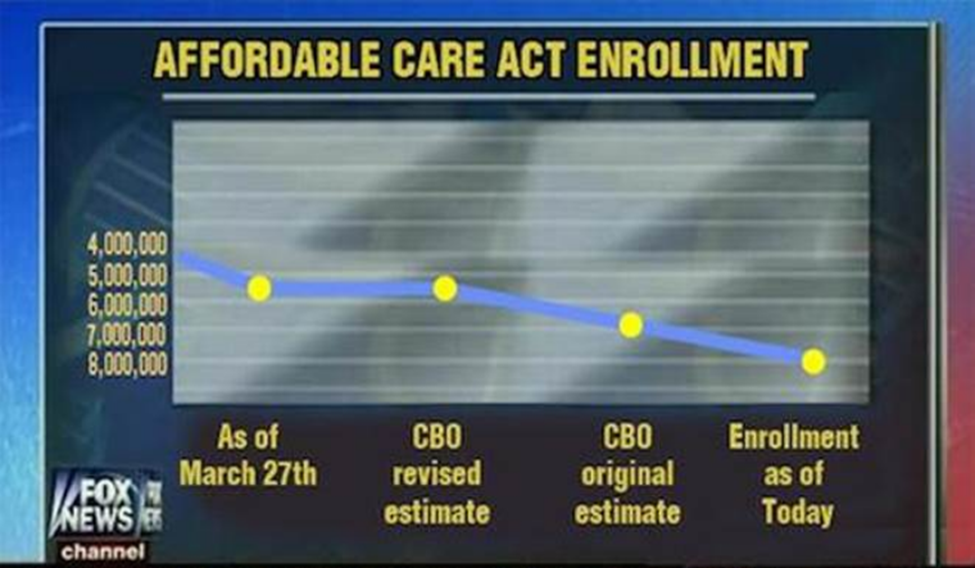 AFFORDABLE CARE ACT ENROLLMENT
4,000,000
5,000,000
6,000,000
7,000,000
8,000,000
As of
March 27th
CBO
revised
estimate
CBO
original
estimate
Enrollment
as of
Today
FOX
NEWS
channel